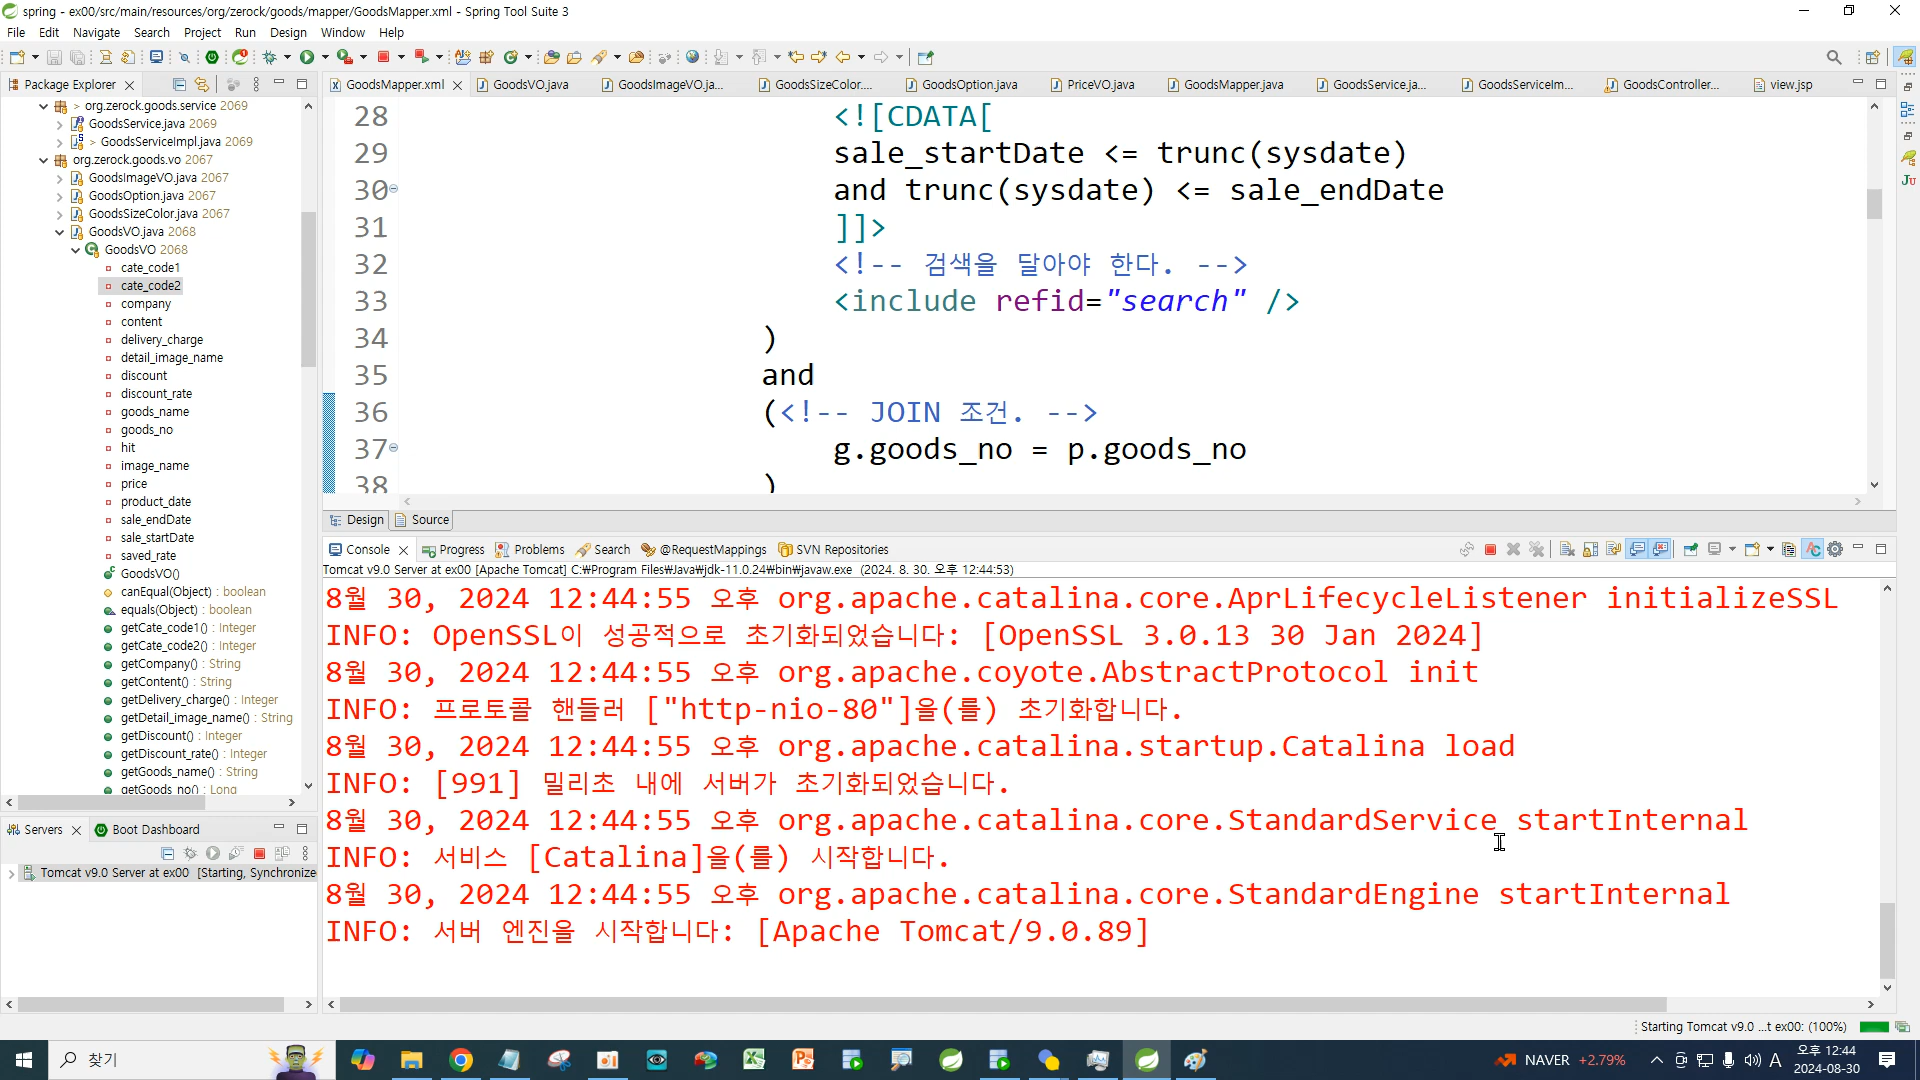 spring - ex00/src/main/resources/org/zerock/goods/mapper/GoodsMapper.xml - Spring Tool Suite 3
File Edit Navigate Search Project Run Design Window Help
Package Explorer
> org.zerock.goods.service 2069
GoodsService.java 2069
> GoodsServiceImpl.java 2069
org.zerock.goods.vo 2067
GoodsImageVO.java 2067
GoodsOption.java 2067
GoodsSizeColor.java 2067
GoodsVO.java 2068
GoodsVO 2068
cate_code1
cate_code2
company
content
delivery_charge
detail_image_name
discount
discount_rate
goods_name
goods_no
hit
image_name
price
product_date
sale_endDate
sale_startDate
saved_rate
GoodsVO()
canEqual(Object) : boolean
equals(Object) : boolean
getCate_code1() : Integer
getCate_code2() : Integer
getCompany() : String
getContent() : String
getDelivery_charge() : Integer
getDetail_image_name() : String
getDiscount() : Integer
getDiscount_rate() : Integer
getGoods_name() : String
getGoods_no() : Long
Servers Boot Dashboard
Tomcat v9.0 Server at ex00 [Starting, Synchronize
GoodsMapper.xml GoodsVO.java GoodsImageVO.ja... GoodsSizeColor.... GoodsOption.java PriceVO.java GoodsMapper.java GoodsService.ja... GoodsServiceIm... GoodsController... view.jsp
28 <![CDATA[
29 sale_startDate <= trunc(sysdate)
30 and trunc(sysdate) <= sale_endDate
31 ]]>
32 <!-- 검색을 달아야 한다. -->
33 <include refid="search" />
34 )
35 and
36 (<!-- JOIN 조건. -->
37 g.goods_no = p.goods_no
38 )
Design Source
Console Progress Problems Search @RequestMappings SVN Repositories
Tomcat v9.0 Server at ex00 [Apache Tomcat] C:₩Program Files₩Java₩jdk-11.0.24₩bin₩javaw.exe (2024. 8. 30. 오후 12:44:53)
8월 30, 2024 12:44:55 오후 org.apache.catalina.core.AprLifecycleListener initializeSSL
INFO: OpenSSL이 성공적으로 초기화되었습니다: [OpenSSL 3.0.13 30 Jan 2024]
8월 30, 2024 12:44:55 오후 org.apache.coyote.AbstractProtocol init
INFO: 프로토콜 핸들러 ["http-nio-80"]을(를) 초기화합니다.
8월 30, 2024 12:44:55 오후 org.apache.catalina.startup.Catalina load
INFO: [991] 밀리초 내에 서버가 초기화되었습니다.
8월 30, 2024 12:44:55 오후 org.apache.catalina.core.StandardService startInternal
INFO: 서비스 [Catalina]을(를) 시작합니다.
8월 30, 2024 12:44:55 오후 org.apache.catalina.core.StandardEngine startInternal
INFO: 서버 엔진을 시작합니다: [Apache Tomcat/9.0.89]
Starting Tomcat v9.0 ...t ex00: (100%)
찾기
NAVER +2.79%
A
오후 12:44
2024-08-30